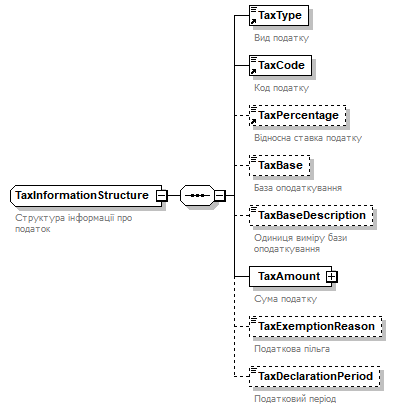 TaxType
Вид податку
TaxCode
Код податку
TaxPercentage
Відносна ставка податку
TaxBase
База оподаткування
TaxInformationStructure
Структура інформації про
податок
TaxBaseDescription
Одиниця виміру бази
оподаткування
TaxAmount
Сума податку
TaxExemptionReason
Податкова пільга
TaxDeclarationPeriod
Податковий період